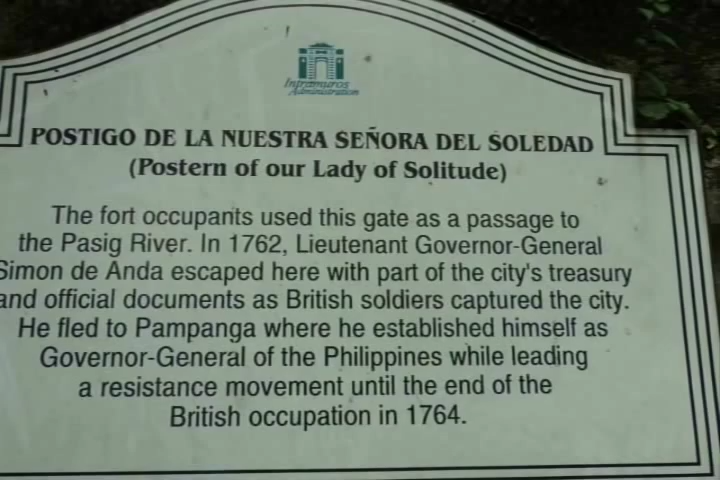 Intramuros
Administration
POSTIGO DE LA NUESTRA SEÑORA DEL SOLEDAD
(Postern of our Lady of Solitude)
The fort occupants used this gate as a passage to
the Pasig River. In 1762, Lieutenant Governor-General
Simon de Anda escaped here with part of the city's treasury
and official documents as British soldiers captured the city.
He fled to Pampanga where he established himself as
Governor-General of the Philippines while leading
a resistance movement until the end of the
British occupation in 1764.